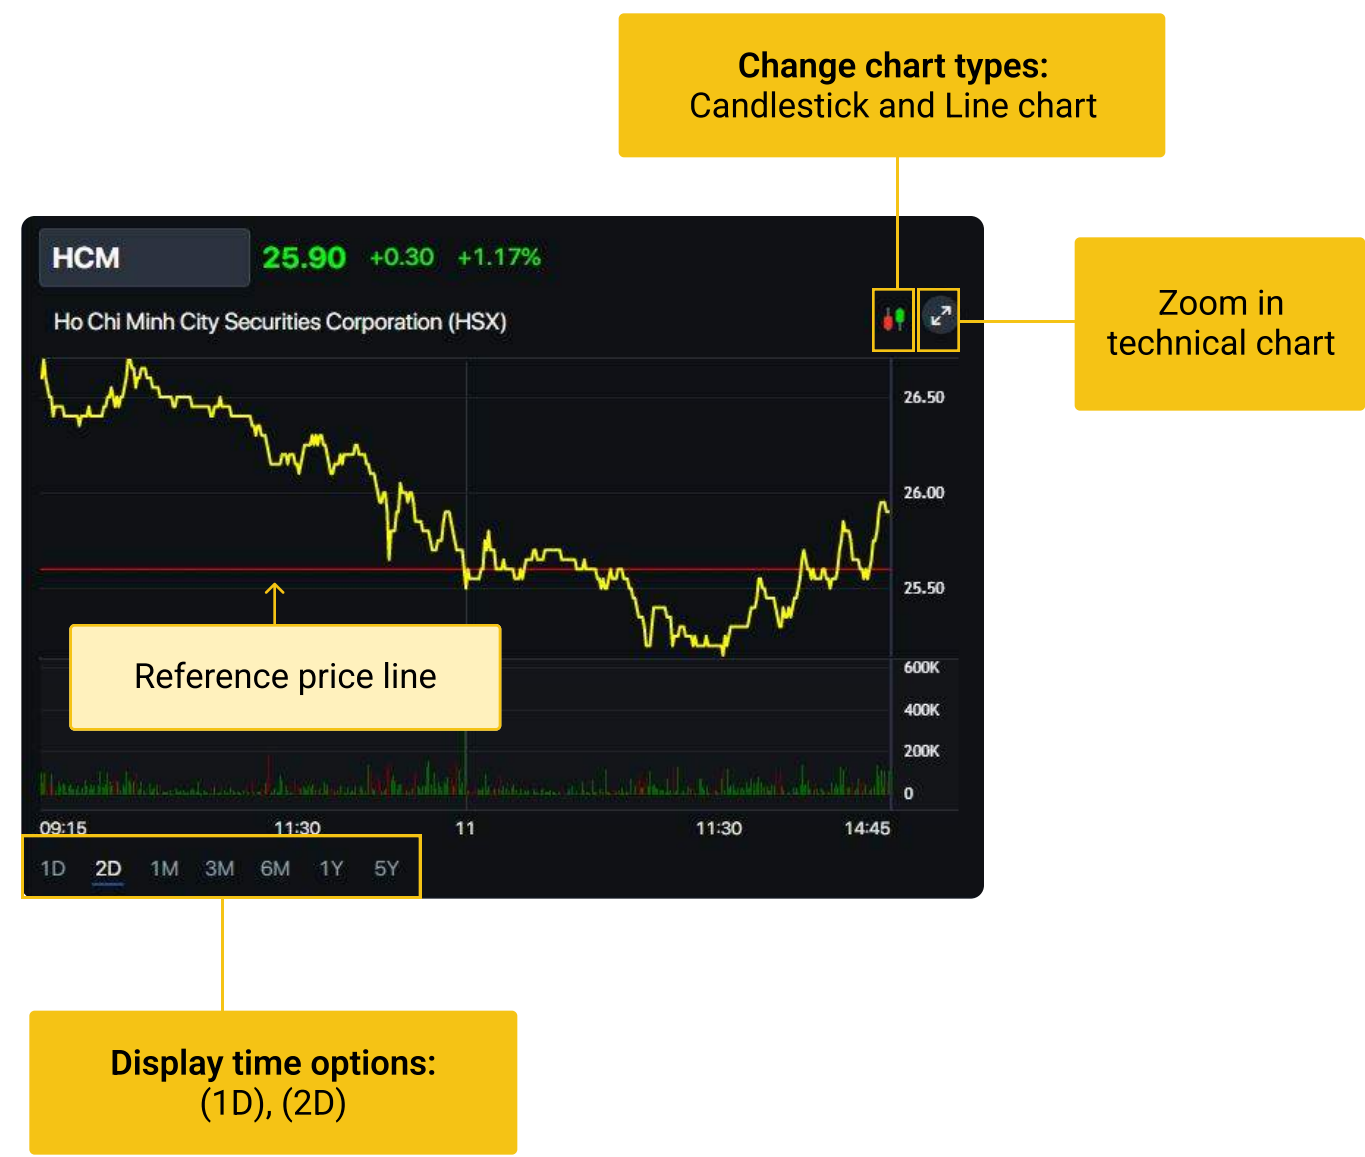 Change chart types:
Candlestick and Line chart
HCM 25.90 +0.30 +1.17%
Ho Chi Minh City Securities Corporation (HSX)
Zoom in
technical chart
26.50
26.00
25.50
Reference price line
600K
400K
200K
0
09:15 11:30 11 11:30 14:45
1D 2D 1M 3M 6M 1Y 5Y
Display time options:
(1D), (2D)